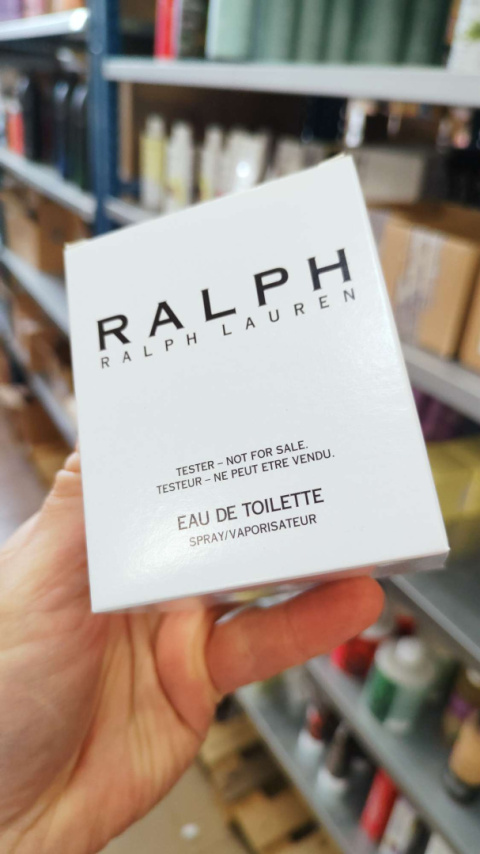 RALPH
RALPH LAUREN
TESTER – NOT FOR SALE.
TESTEUR – NE PEUT ETRE VENDU.
EAU DE TOILETTE
SPRAY/VAPORISATEUR